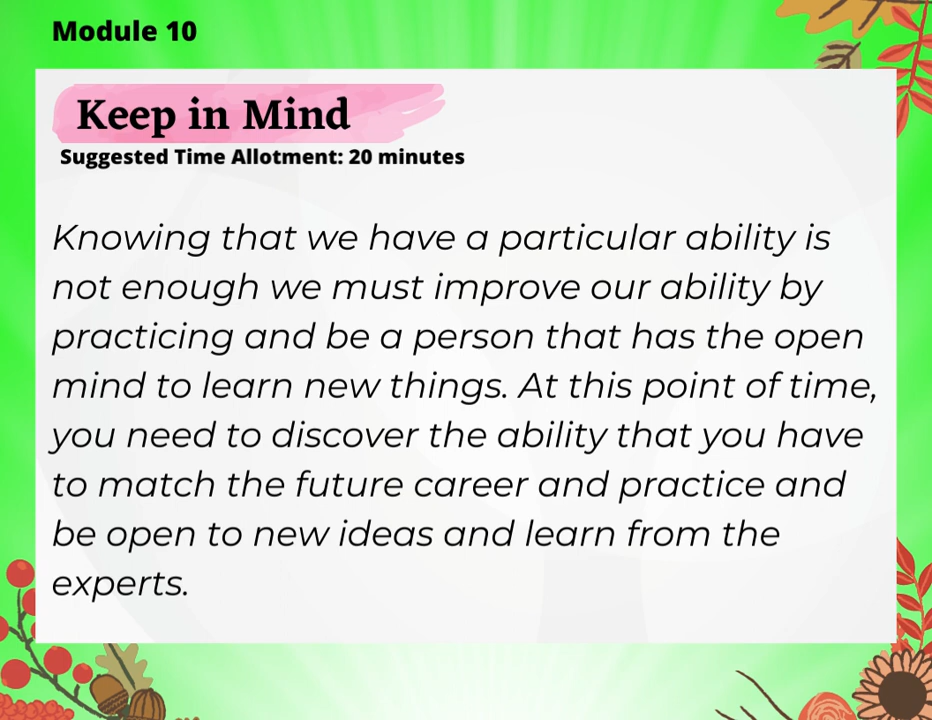 Module 10
Keep in Mind
Suggested Time Allotment: 20 minutes
Knowing that we have a particular ability is
not enough we must improve our ability by
practicing and be a person that has the open
mind to learn new things. At this point of time,
you need to discover the ability that you have
to match the future career and practice and
be open to new ideas and learn from the
experts.